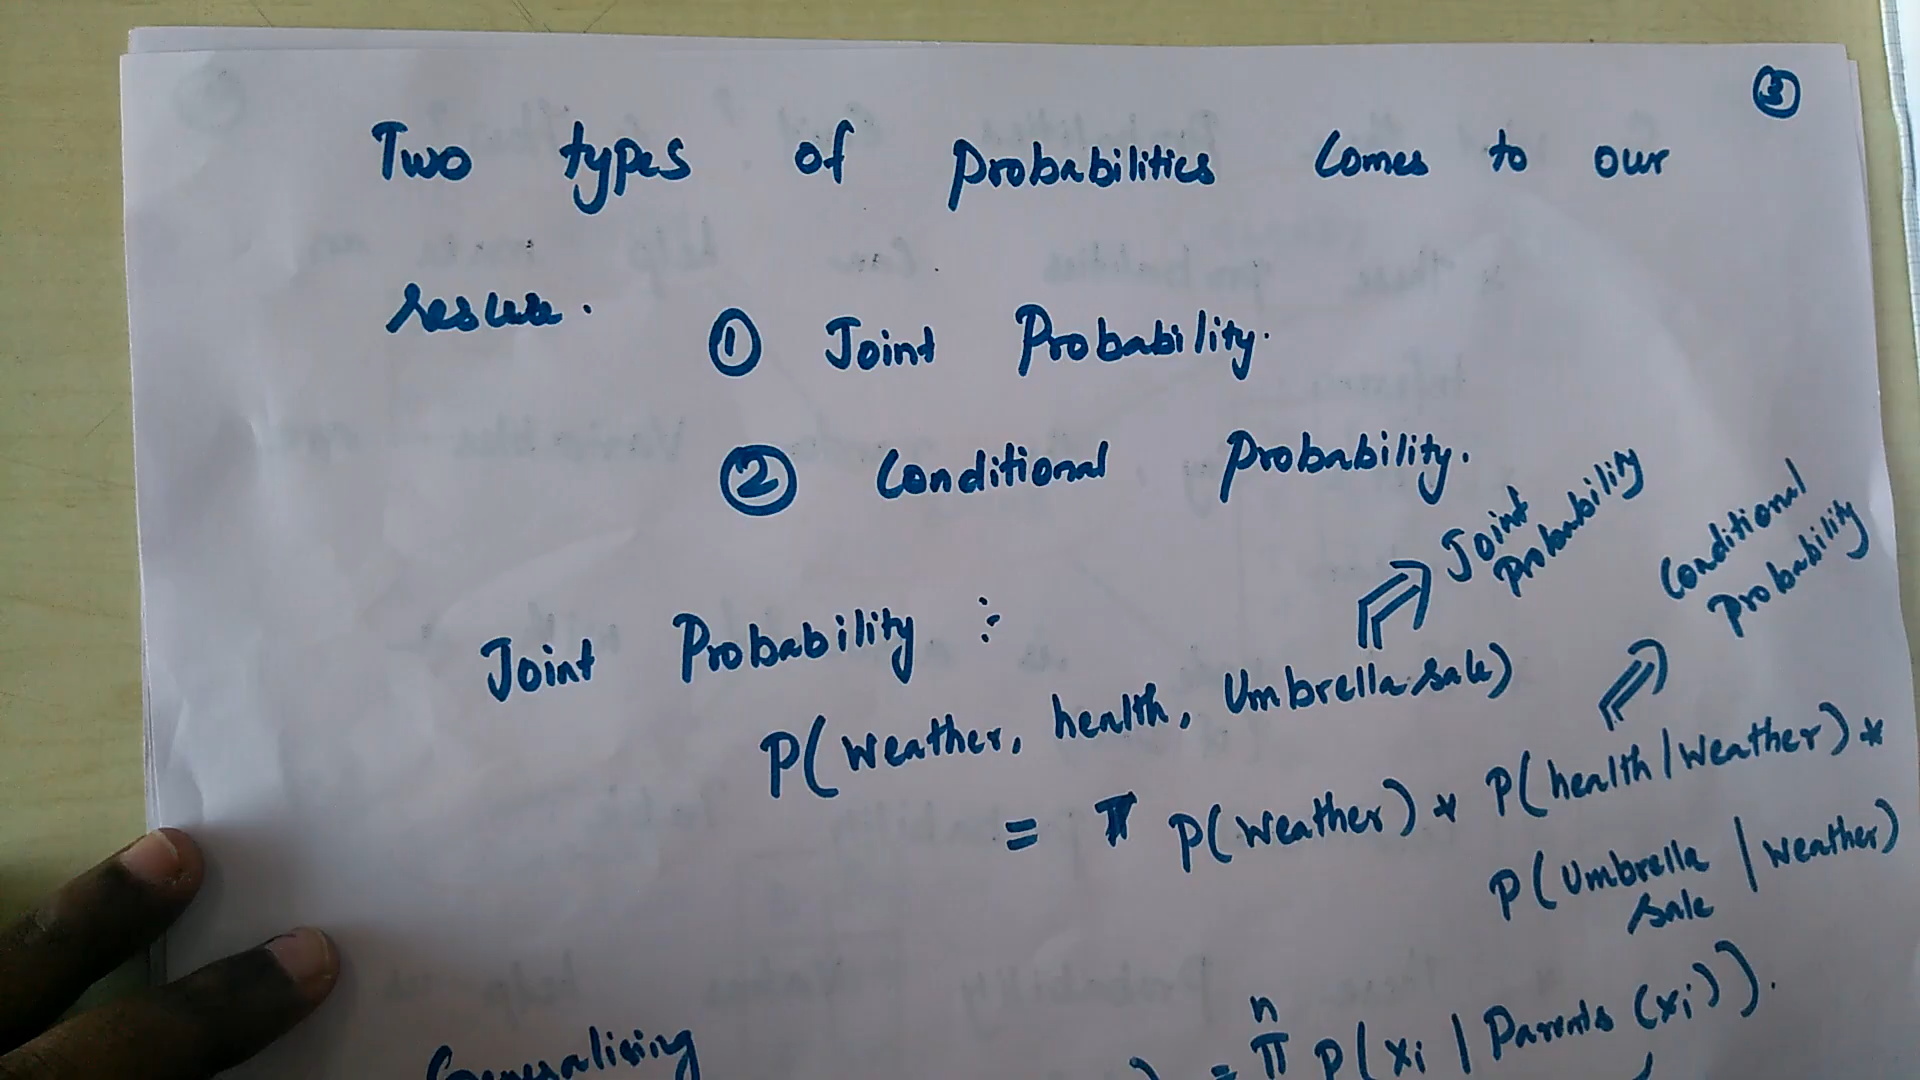 ③
Two types of Probabilities Comes to our
rescue.
① Joint Probability.
② Conditional Probability.
Joint Probability
Conditional Probability
Joint Probability :-
P(Weather, health, Umbrella sale)
= π P(Weather) * P(health | Weather) *
P(Umbrella sale | Weather)
Generalising
) = n π P(xi | Parents (xi)).